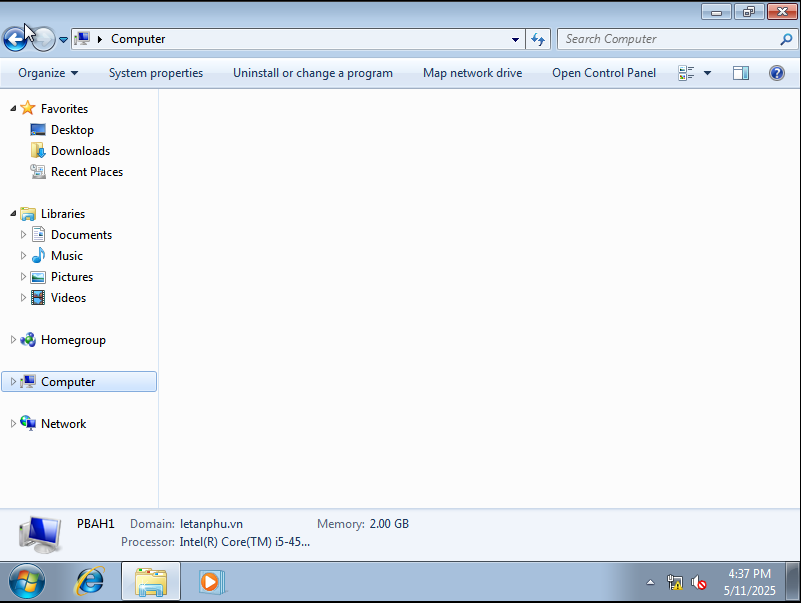 Computer
Search Computer
Organize System properties Uninstall or change a program Map network drive Open Control Panel
Favorites
Desktop
Downloads
Recent Places
Libraries
Documents
Music
Pictures
Videos
Homegroup
Computer
Network
PBAH1 Domain: letanphu.vn Memory: 2.00 GB
Processor: Intel(R) Core(TM) i5-45...
4:37 PM
5/11/2025